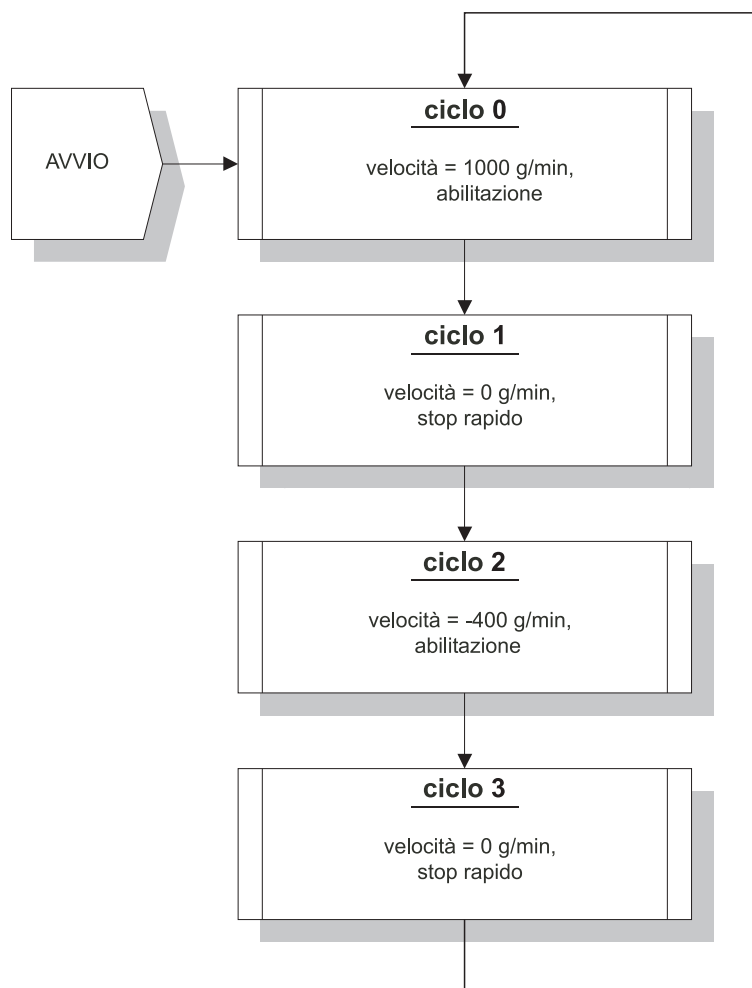 AVVIO
ciclo 0
velocità = 1000 g/min,
abilitazione
ciclo 1
velocità = 0 g/min,
stop rapido
ciclo 2
velocità = -400 g/min,
abilitazione
ciclo 3
velocità = 0 g/min,
stop rapido